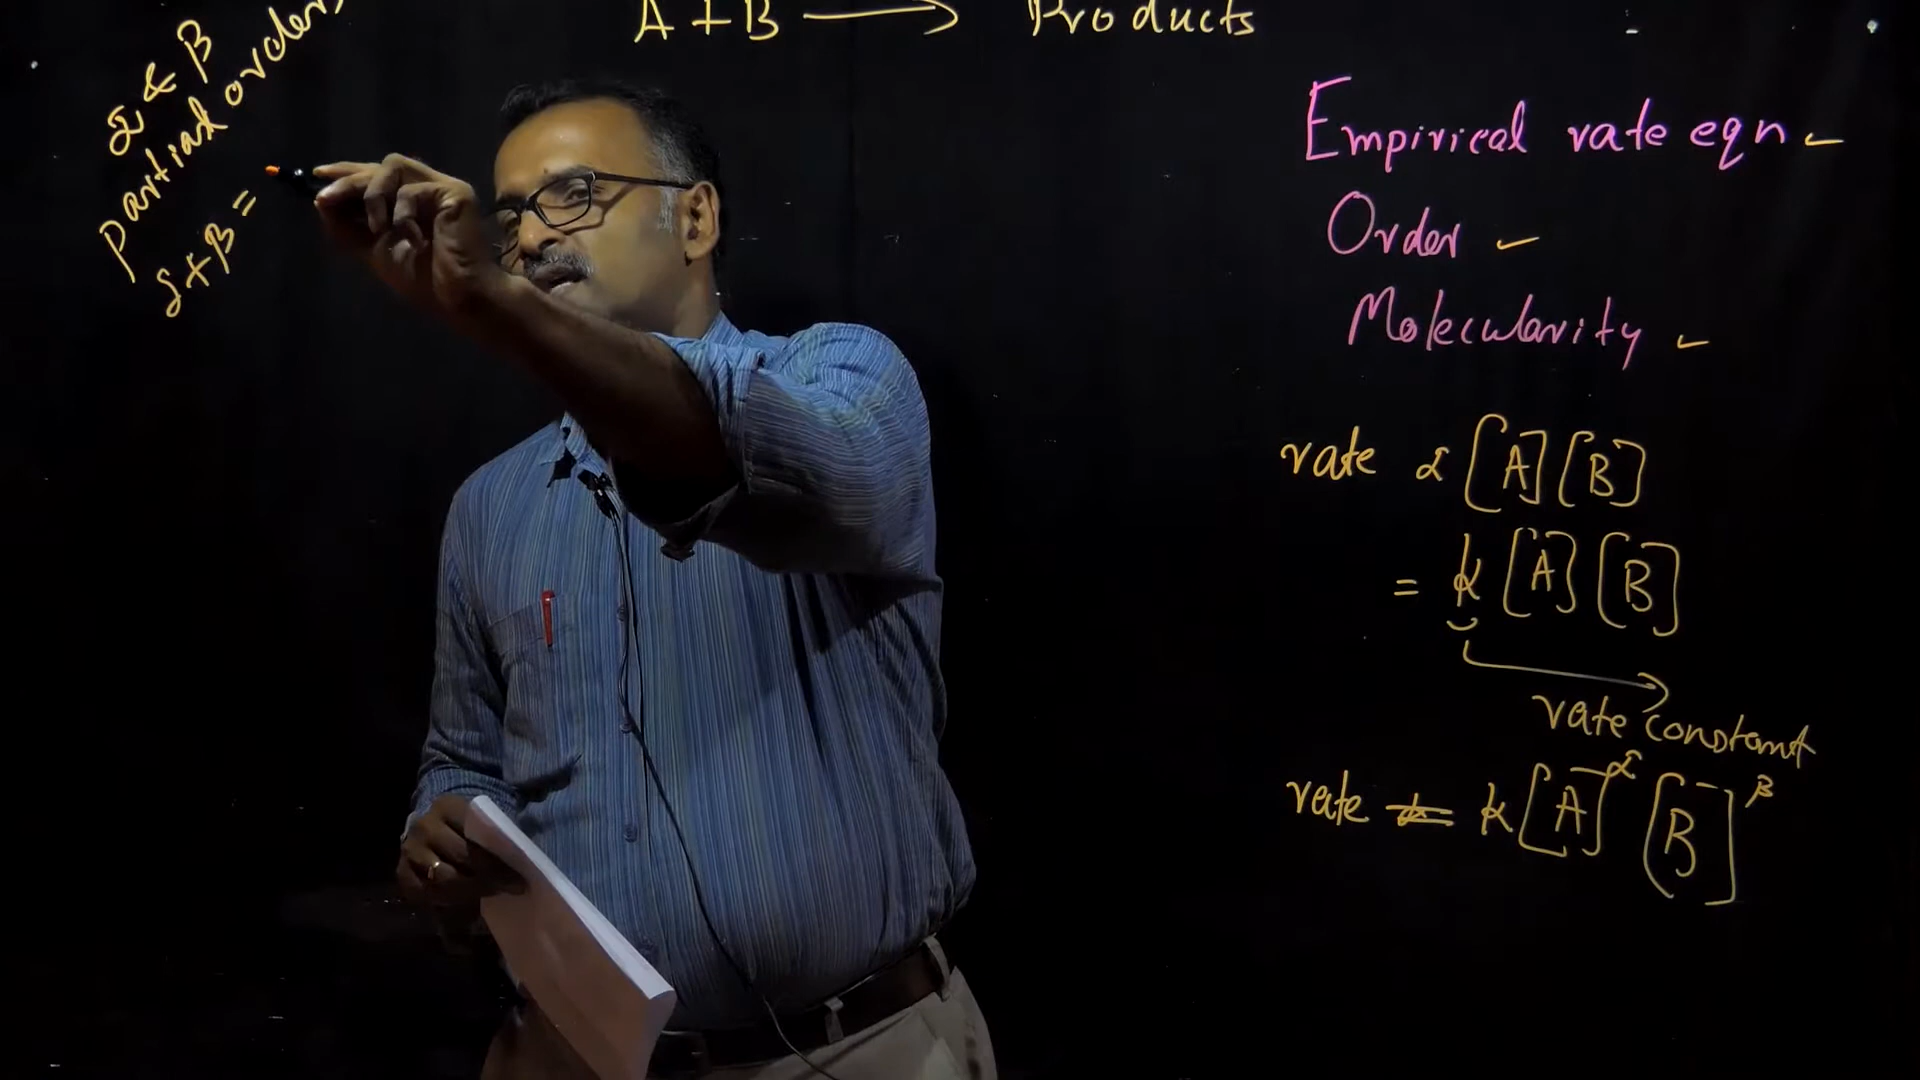 A + B ⟶ Products
α & β
partial orders
α + β =
Empirical rate eqn ✓
Order ✓
Molecularity ✓
rate α [A] [B]
= k [A] [B]
rate constant
rate = k [A]^α [B]^β